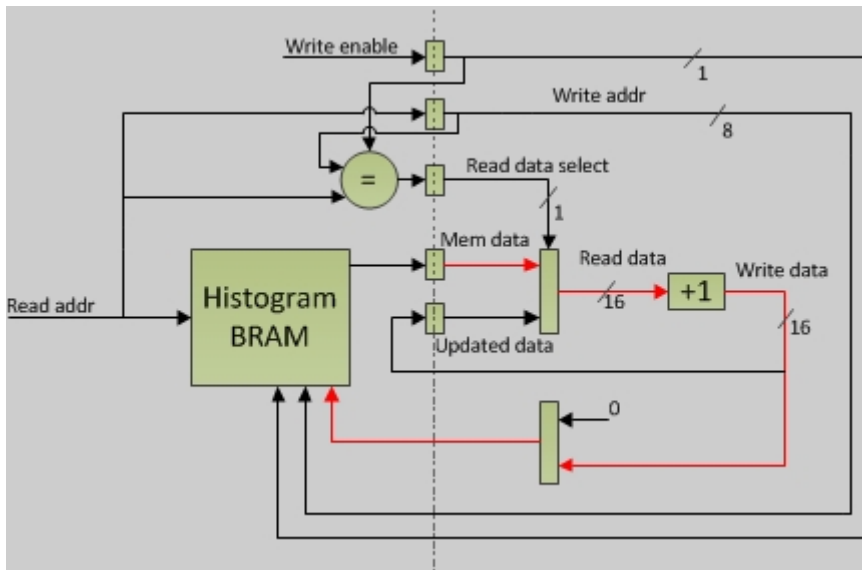 Write enable
1
Write addr
8
Read data select
=
1
Mem data
Read data
Write data
Histogram
BRAM
+1
Read addr
16
16
Updated data
0